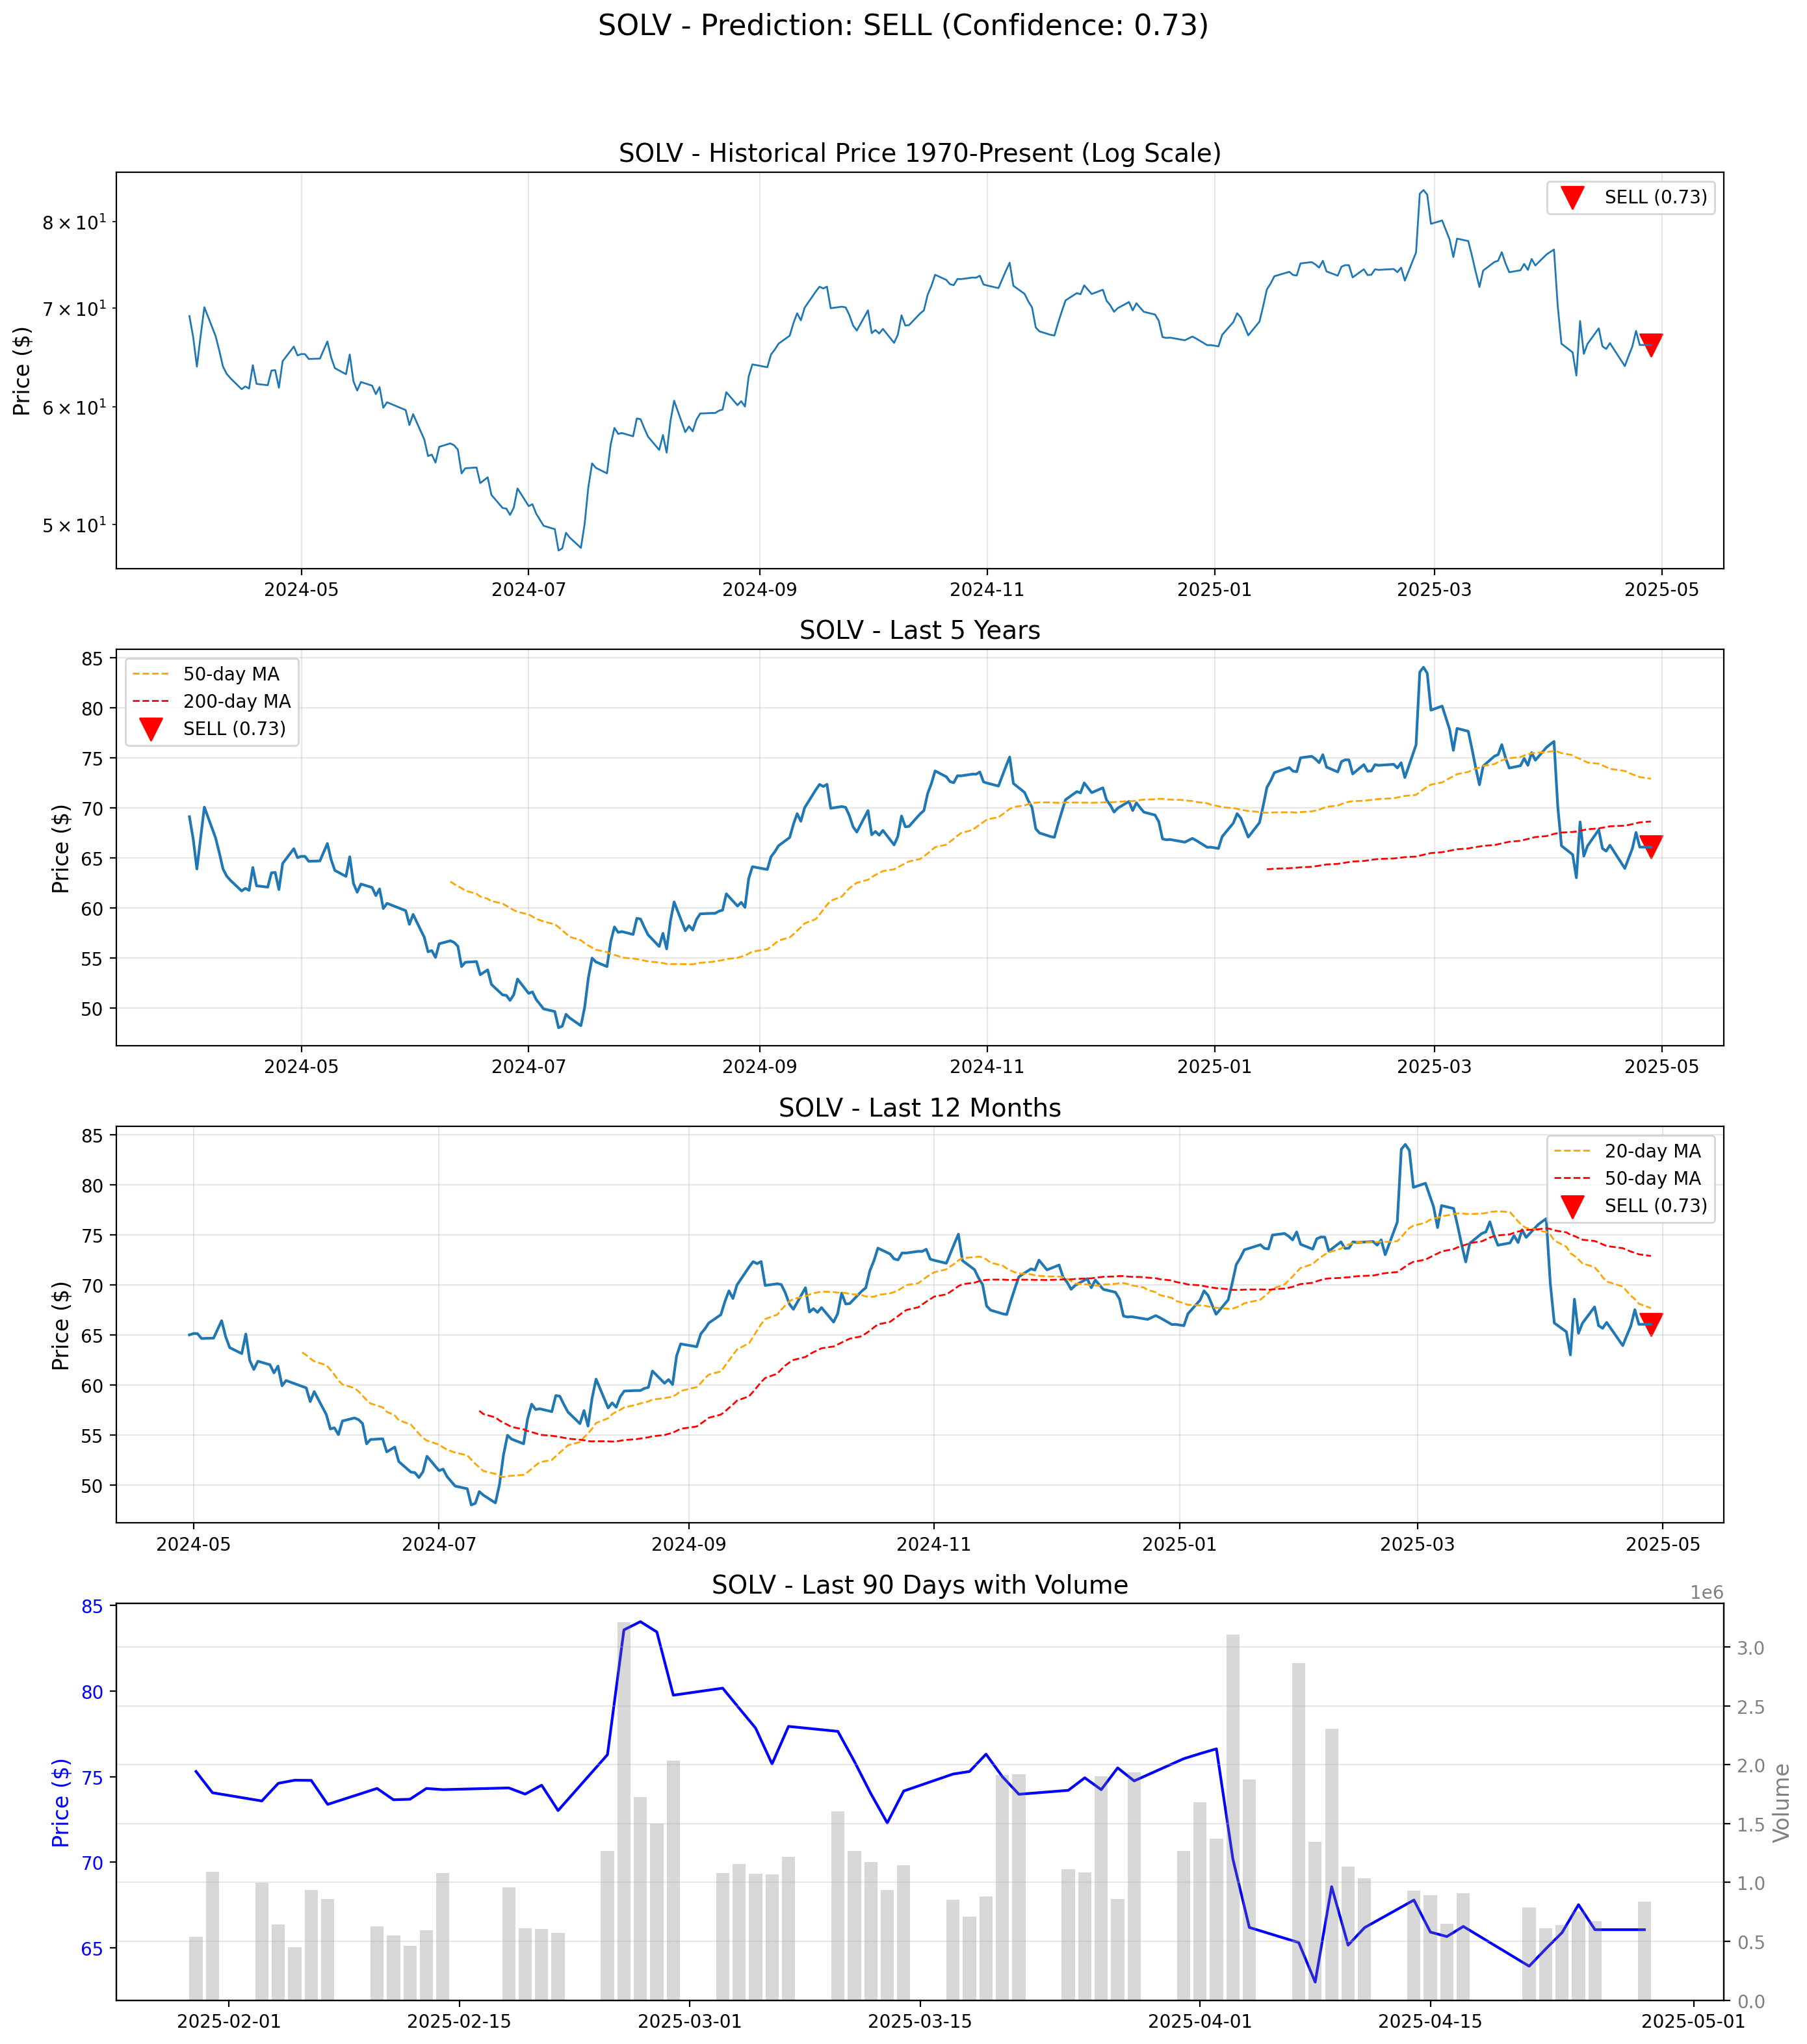 SOLV - Prediction: SELL (Confidence: 0.73)
SOLV - Historical Price 1970-Present (Log Scale)
Price ($)
8 × 10¹
7 × 10¹
6 × 10¹
5 × 10¹
SELL (0.73)
2024-05 2024-07 2024-09 2024-11 2025-01 2025-03 2025-05
SOLV - Last 5 Years
Price ($)
85
80
75
70
65
60
55
50
50-day MA
200-day MA
SELL (0.73)
2024-05 2024-07 2024-09 2024-11 2025-01 2025-03 2025-05
SOLV - Last 12 Months
Price ($)
85
80
75
70
65
60
55
50
20-day MA
50-day MA
SELL (0.73)
2024-05 2024-07 2024-09 2024-11 2025-01 2025-03 2025-05
SOLV - Last 90 Days with Volume
1e6
Price ($)
85
80
75
70
65
3.0
2.5
2.0
1.5
1.0
0.5
0.0
Volume
2025-02-01 2025-02-15 2025-03-01 2025-03-15 2025-04-01 2025-04-15 2025-05-01